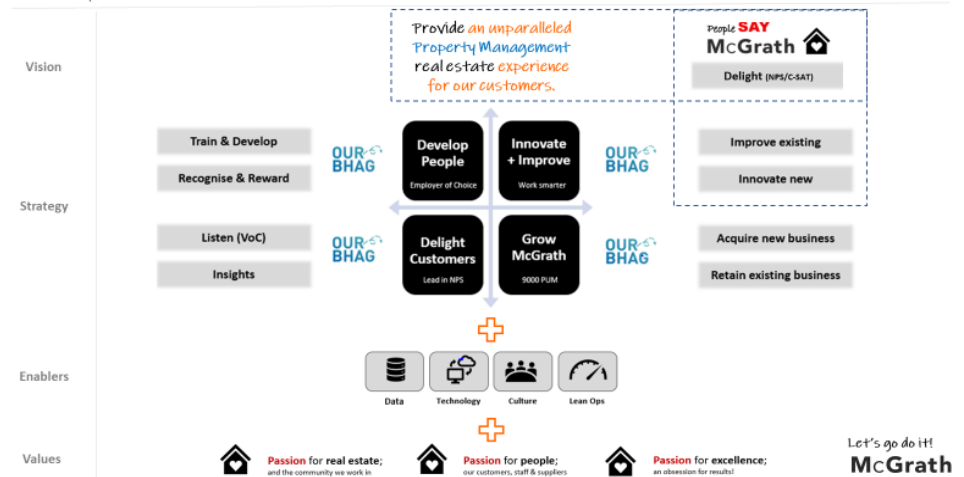 Vision
Provide an unparalleled
Property Management
real estate experience
for our customers.
People SAY
McGrath
Delight (NPS/C-SAT)
Strategy
Train & Develop
Recognise & Reward
OUR
BHAG
Develop
People
Employer of Choice
Innovate
+ Improve
Work smarter
OUR
BHAG
Improve existing
Innovate new
Listen (VoC)
Insights
OUR
BHAG
Delight
Customers
Lead in NPS
Grow
McGrath
9000 PUM
OUR
BHAG
Acquire new business
Retain existing business
Enablers
Data
Technology
Culture
Lean Ops
Values
Passion for real estate;
and the community we work in
Passion for people;
our customers, staff & suppliers
Passion for excellence;
an obsession for results!
Let's go do it!
McGrath